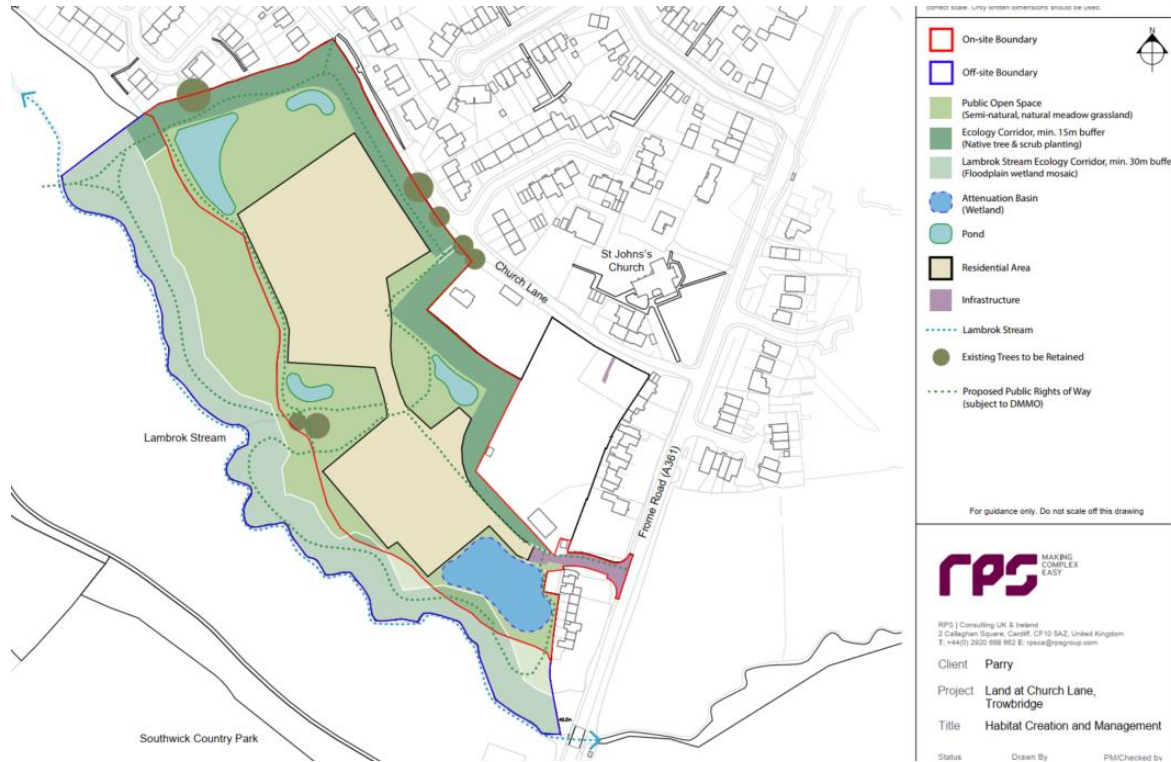 correct scale. Only written dimensions should be used.
N
On-site Boundary
Off-site Boundary
Public Open Space
(Semi-natural, natural meadow grassland)
Ecology Corridor, min. 15m buffer
(Native tree & scrub planting)
Lambrok Stream Ecology Corridor, min. 30m buffe
(Floodplain wetland mosaic)
Attenuation Basin
(Wetland)
Pond
Residential Area
Infrastructure
Lambrok Stream
Existing Trees to be Retained
Proposed Public Rights of Way
(subject to DMMO)
St Johns's
Church
Church Lane
Frome Road (A361)
Lambrok Stream
Southwick Country Park
For guidance only. Do not scale off this drawing
rps
MAKING
COMPLEX
EASY
RPS | Consulting UK & Ireland
2 Callaghan Square, Cardiff, CF10 5AZ, United Kingdom
T: +44(0) 2920 668 662 E: rpsca@rpsgroup.com
Client Parry
Project Land at Church Lane,
Trowbridge
Title Habitat Creation and Management
Status Drawn By PM/Checked by